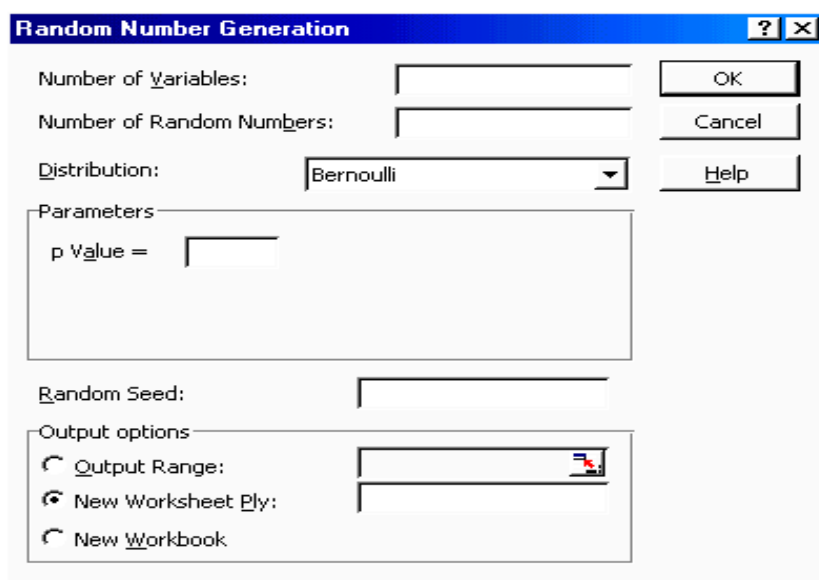 Random Number Generation
Number of Variables:
OK
Number of Random Numbers:
Cancel
Distribution:
Bernoulli
Help
Parameters
p Value =
Random Seed:
Output options
Output Range:
New Worksheet Ply:
New Workbook